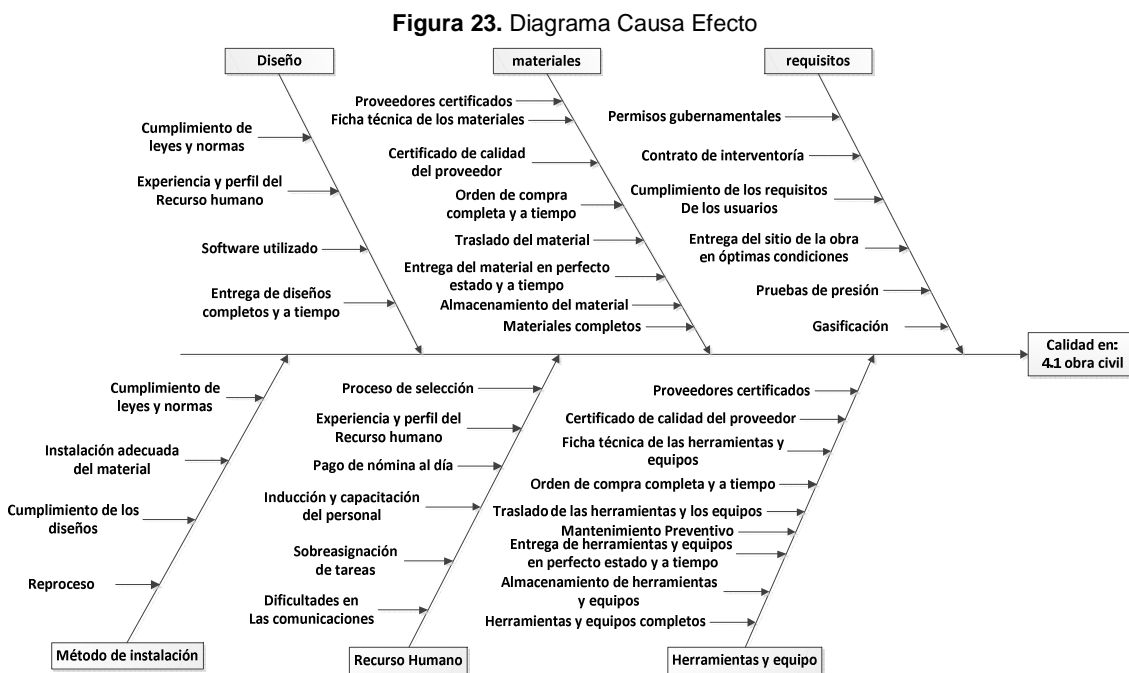 Figura 23. Diagrama Causa Efecto
Diseño
Cumplimiento de
leyes y normas
Experiencia y perfil del
Recurso humano
Software utilizado
Entrega de diseños
completos y a tiempo
materiales
Proveedores certificados
Ficha técnica de los materiales
Certificado de calidad
del proveedor
Orden de compra
completa y a tiempo
Traslado del material
Entrega del material en perfecto
estado y a tiempo
Almacenamiento del material
Materiales completos
requisitos
Permisos gubernamentales
Contrato de interventoría
Cumplimiento de los requisitos
De los usuarios
Entrega del sitio de la obra
en óptimas condiciones
Pruebas de presión
Gasificación
Calidad en:
4.1 obra civil
Cumplimiento de
leyes y normas
Instalación adecuada
del material
Cumplimiento de los
diseños
Reproceso
Método de instalación
Proceso de selección
Experiencia y perfil del
Recurso humano
Pago de nómina al día
Inducción y capacitación
del personal
Sobreasignación
de tareas
Dificultades en
Las comunicaciones
Recurso Humano
Proveedores certificados
Certificado de calidad del proveedor
Ficha técnica de las herramientas y
equipos
Orden de compra completa y a tiempo
Traslado de las herramientas y los equipos
Mantenimiento Preventivo
Entrega de herramientas y equipos
en perfecto estado y a tiempo
Almacenamiento de herramientas
y equipos
Herramientas y equipos completos
Herramientas y equipo